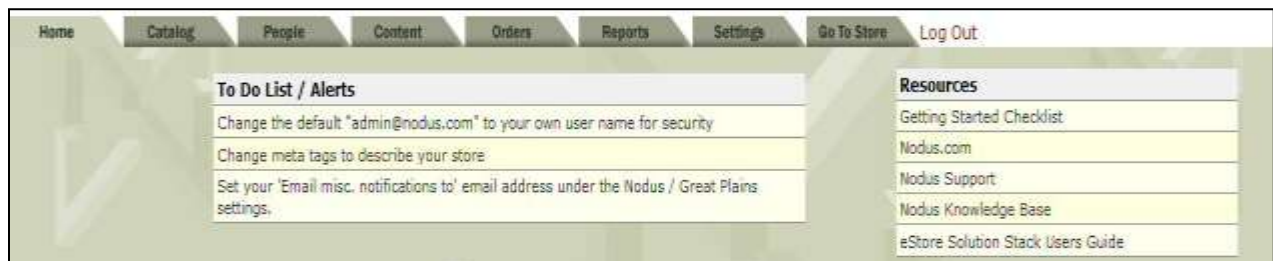 Home Catalog People Content Orders Reports Settings Go To Store Log Out
To Do List / Alerts
Change the default "admin@nodus.com" to your own user name for security
Change meta tags to describe your store
Set your 'Email misc. notifications to' email address under the Nodus / Great Plains
settings.
Resources
Getting Started Checklist
Nodus.com
Nodus Support
Nodus Knowledge Base
eStore Solution Stack Users Guide